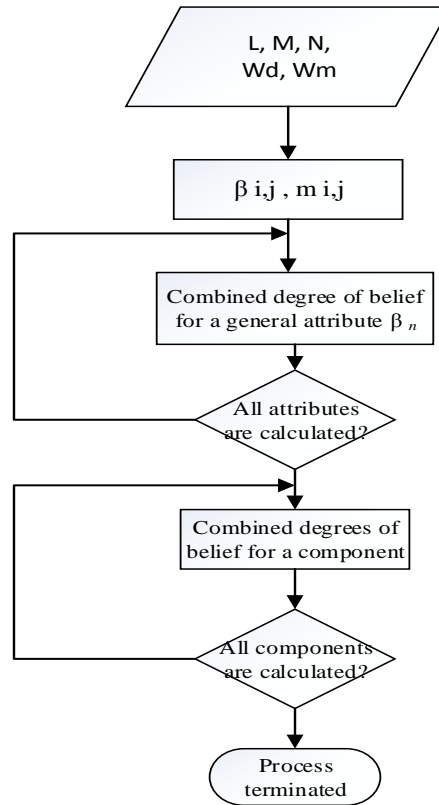 L, M, N,
Wd, Wm
β i,j , m i,j
Combined degree of belief
for a general attribute β n
All attributes
are calculated?
Combined degrees of
belief for a component
All components
are calculated?
Process
terminated